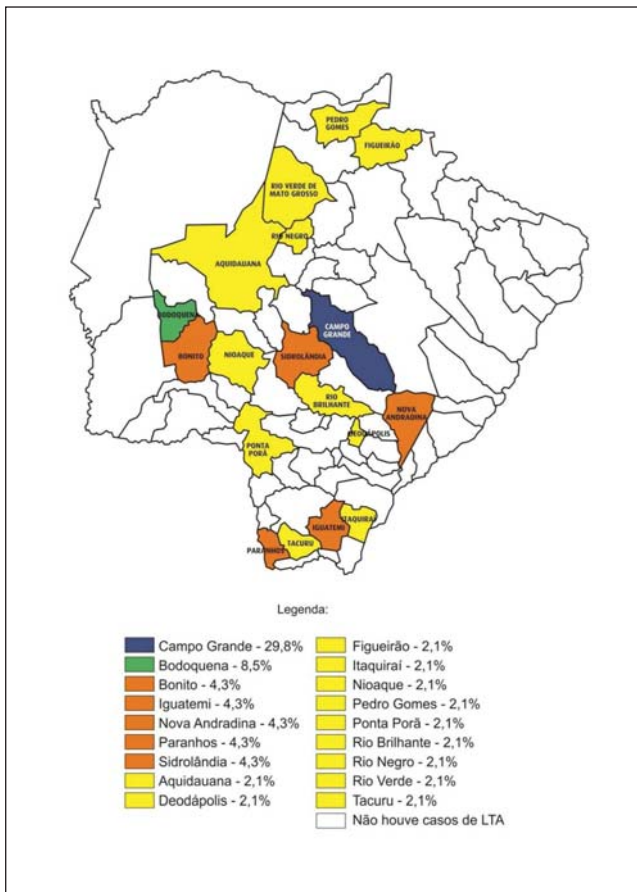 PEDRO
GOMES
FIGUEIRÃO
RIO VERDE DE
MATO GROSSO
RIO NEGRO
AQUIDAUANA
BODOQUENA
CAMPO
GRANDE
BONITO
NIOAQUE
SIDROLÂNDIA
RIO
BRILHANTE
NOVA
ANDRADINA
DEODÁPOLIS
PONTA
PORÃ
ITAQUIRAÍ
IGUATEMI
TACURU
PARANHOS
Legenda:
Campo Grande - 29,8%
Bodoquena - 8,5%
Bonito - 4,3%
Iguatemi - 4,3%
Nova Andradina - 4,3%
Paranhos - 4,3%
Sidrolândia - 4,3%
Aquidauana - 2,1%
Deodápolis - 2,1%
Figueirão - 2,1%
Itaquiraí - 2,1%
Nioaque - 2,1%
Pedro Gomes - 2,1%
Ponta Porã - 2,1%
Rio Brilhante - 2,1%
Rio Negro - 2,1%
Rio Verde - 2,1%
Tacuru - 2,1%
Não houve casos de LTA